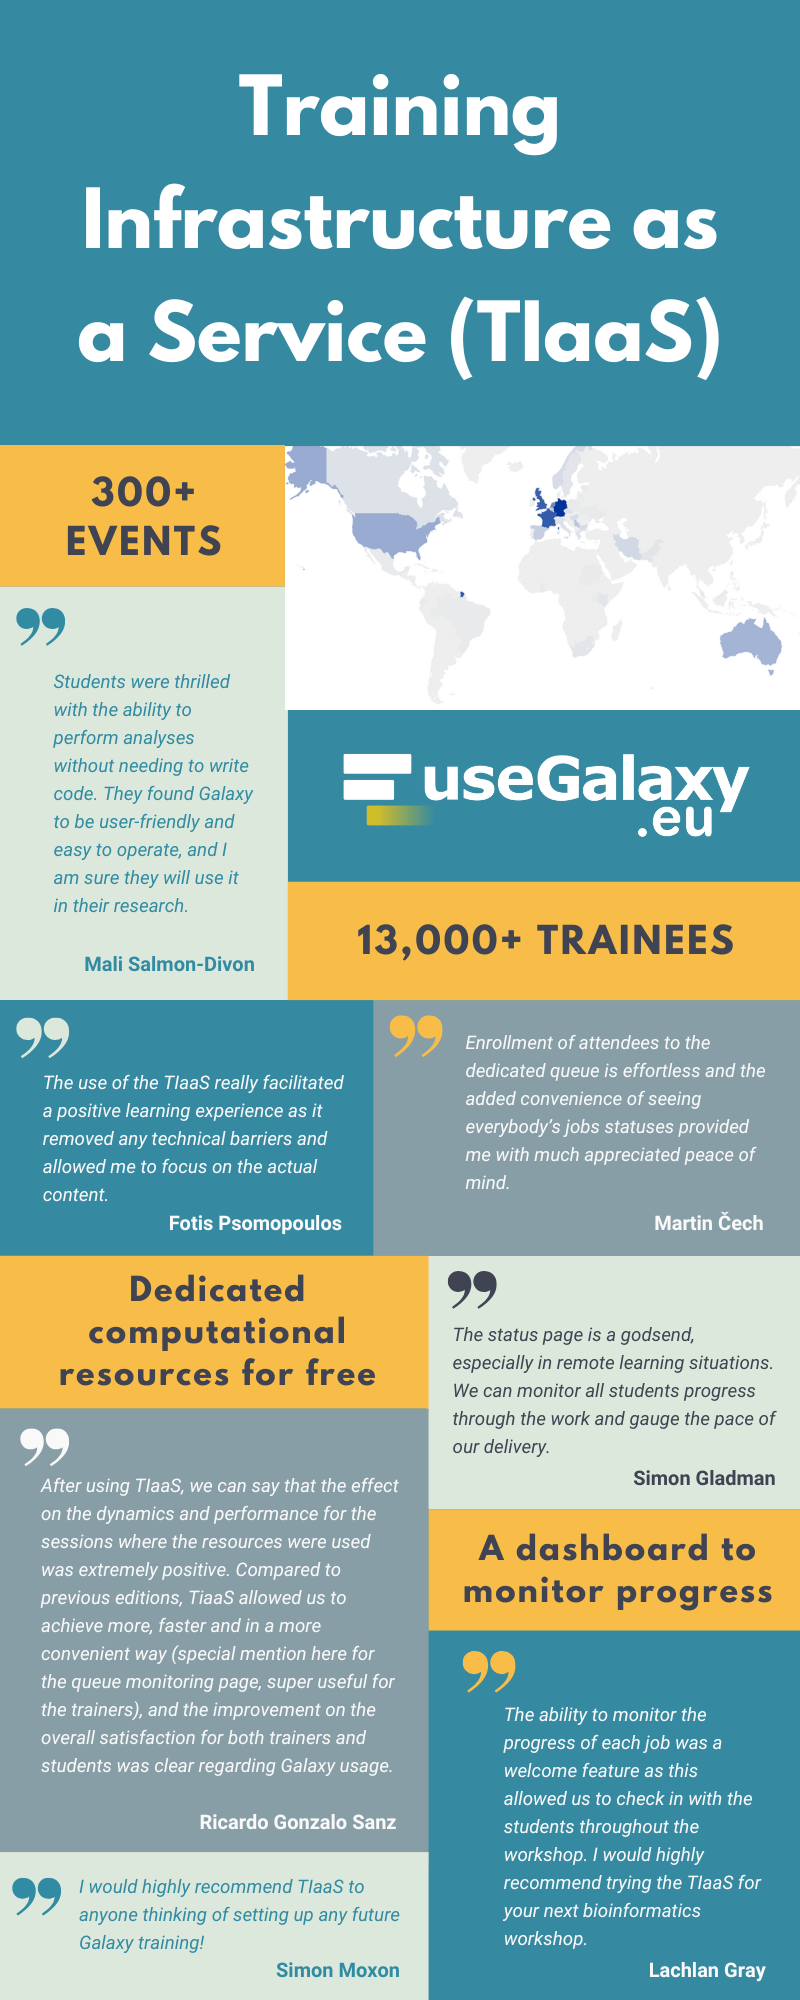 Training
Infrastructure as
a Service (TIaaS)
300+
EVENTS
Students were thrilled
with the ability to
perform analyses
without needing to write
code. They found Galaxy
to be user-friendly and
easy to operate, and I
am sure they will use it
in their research.
Mali Salmon-Divon
useGalaxy
.eu
13,000+ TRAINEES
The use of the TIaaS really facilitated
a positive learning experience as it
removed any technical barriers and
allowed me to focus on the actual
content.
Fotis Psomopoulos
Enrollment of attendees to the
dedicated queue is effortless and the
added convenience of seeing
everybody’s jobs statuses provided
me with much appreciated peace of
mind.
Martin Čech
Dedicated
computational
resources for free
The status page is a godsend,
especially in remote learning situations.
We can monitor all students progress
through the work and gauge the pace of
our delivery.
Simon Gladman
After using TIaaS, we can say that the effect
on the dynamics and performance for the
sessions where the resources were used
was extremely positive. Compared to
previous editions, TiaaS allowed us to
achieve more, faster and in a more
convenient way (special mention here for
the queue monitoring page, super useful for
the trainers), and the improvement on the
overall satisfaction for both trainers and
students was clear regarding Galaxy usage.
Ricardo Gonzalo Sanz
A dashboard to
monitor progress
The ability to monitor the
progress of each job was a
welcome feature as this
allowed us to check in with the
students throughout the
workshop. I would highly
recommend trying the TIaaS for
your next bioinformatics
workshop.
Lachlan Gray
I would highly recommend TIaaS to
anyone thinking of setting up any future
Galaxy training!
Simon Moxon